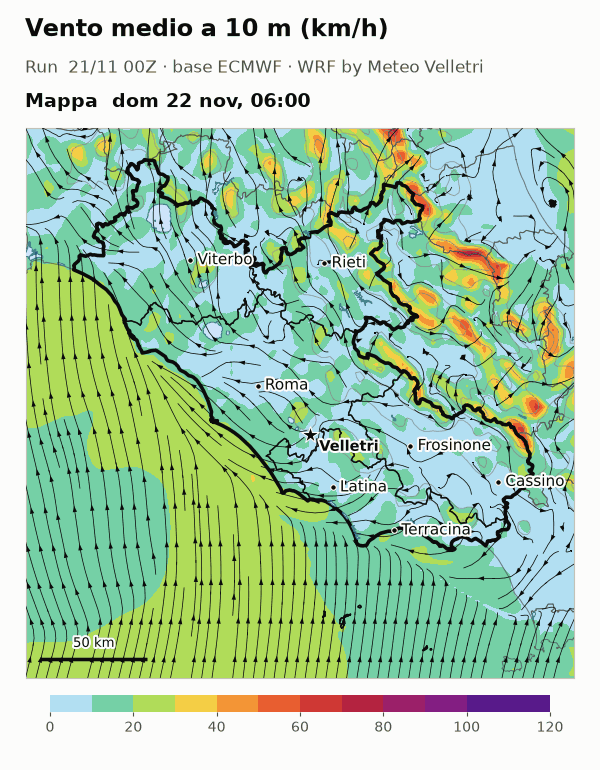 Vento medio a 10 m (km/h)
Run 21/11 00Z · base ECMWF · WRF by Meteo Velletri
Mappa dom 22 nov, 06:00
Viterbo
Rieti
Roma
Velletri
Frosinone
Latina
Cassino
Terracina
50 km
0 20 40 60 80 100 120